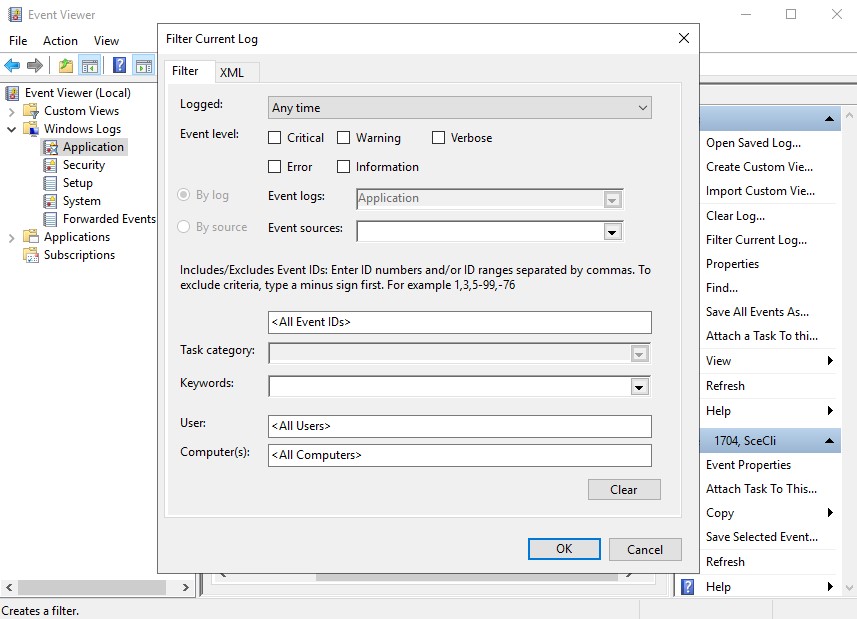 Event Viewer
File Action View
Event Viewer (Local)
Custom Views
Windows Logs
Application
Security
Setup
System
Forwarded Events
Applications
Subscriptions
Filter Current Log
Filter XML
Logged: Any time
Event level: Critical Warning Verbose
Error Information
By log Event logs: Application
By source Event sources:
Includes/Excludes Event IDs: Enter ID numbers and/or ID ranges separated by commas. To
exclude criteria, type a minus sign first. For example 1,3,5-99,-76
<All Event IDs>
Task category:
Keywords:
User: <All Users>
Computer(s): <All Computers>
Clear
OK Cancel
Open Saved Log...
Create Custom Vie...
Import Custom Vie...
Clear Log...
Filter Current Log...
Properties
Find...
Save All Events As...
Attach a Task To thi...
View
Refresh
Help
1704, SceCli
Event Properties
Attach Task To This...
Copy
Save Selected Event...
Refresh
Help
Creates a filter.